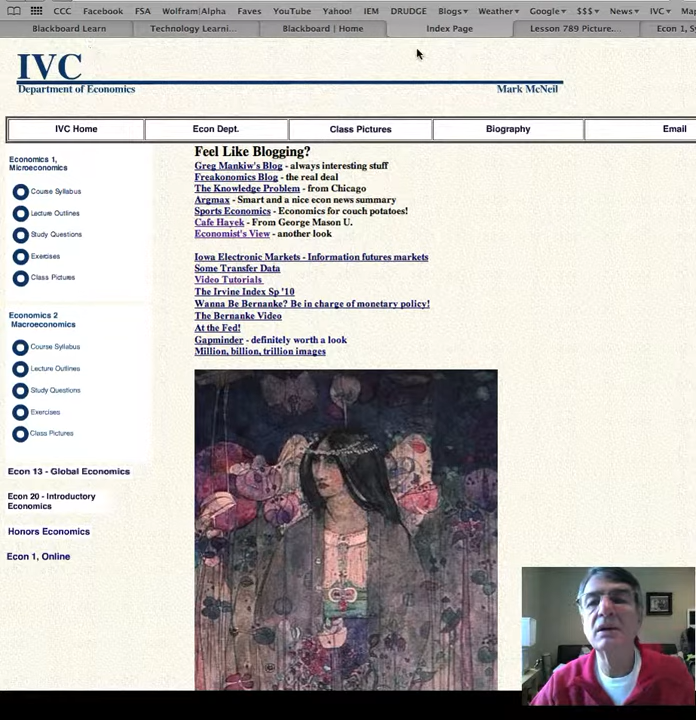 CCC Facebook FSA Wolfram|Alpha Faves YouTube Yahoo! IEM DRUDGE Blogs Weather Google $$$ News IVC Map
Blackboard Learn Technology Learni... Blackboard | Home Index Page Lesson 789 Picture... Econ 1, S
IVC
Department of Economics Mark McNeil
IVC Home Econ Dept. Class Pictures Biography Email
Feel Like Blogging?
Greg Mankiw's Blog - always interesting stuff
Freakonomics Blog - the real deal
The Knowledge Problem - from Chicago
Argmax - Smart and nice econ news summary
Sports Economics - Economics for couch potatoes!
Cafe Hayek - From George Mason U.
Economist's View - another look
Iowa Electronic Markets - Information futures markets
Some Transfer Data
Video Tutorials
The Irvine Index Sp '10
Wanna Be Bernanke? Be in charge of monetary policy!
The Bernanke Video
At the Fed!
Gapminder - definitely worth a look
Million, billion, trillion images
Economics 1,
Microeconomics
Course Syllabus
Lecture Outlines
Study Questions
Exercises
Class Pictures
Economics 2
Macroeconomics
Course Syllabus
Lecture Outlines
Study Questions
Exercises
Class Pictures
Econ 13 - Global Economics
Econ 20 - Introductory
Economics
Honors Economics
Econ 1, Online